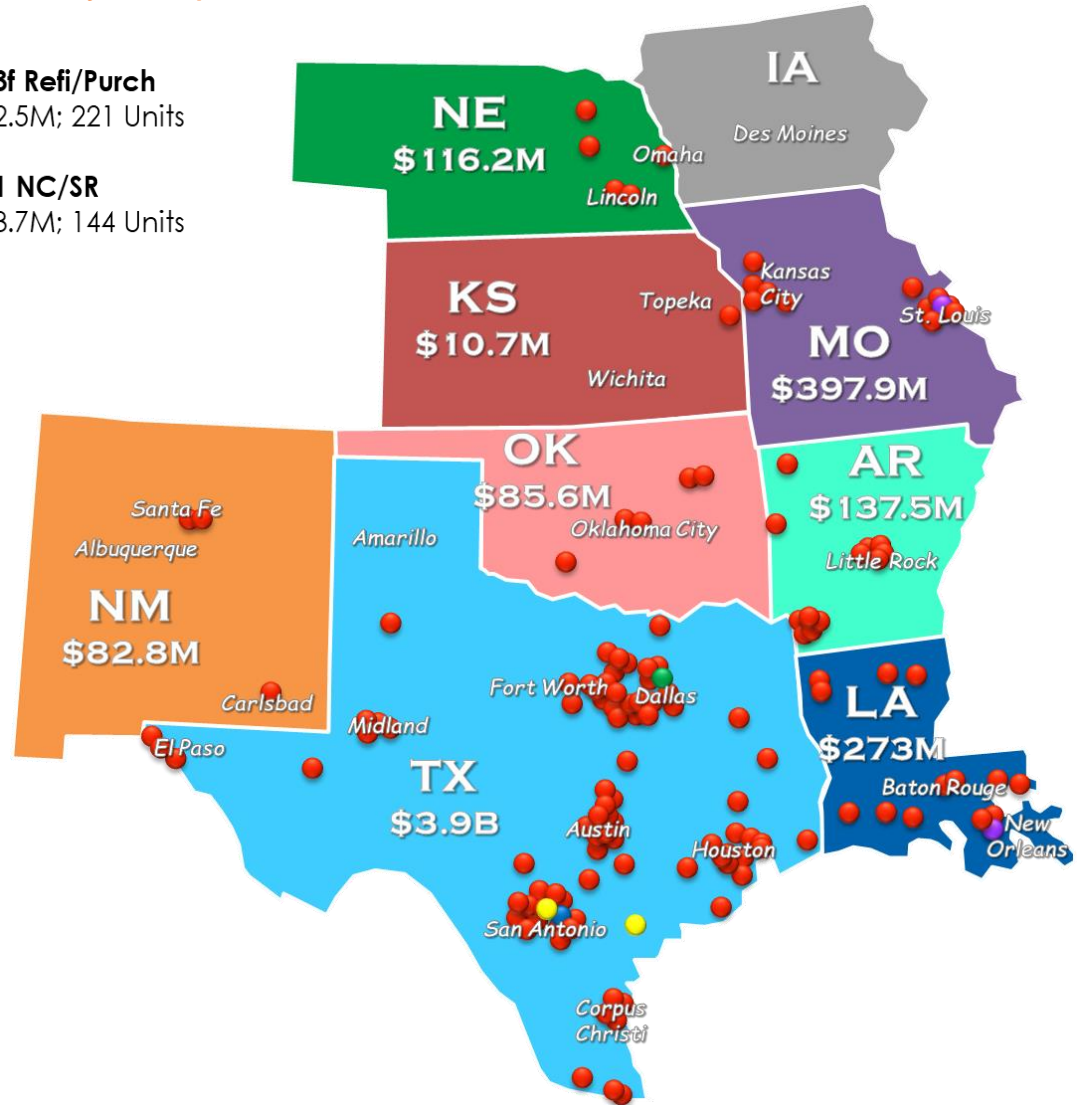 3f Refi/Purch
2.5M; 221 Units
NC/SR
3.7M; 144 Units
IA
Des Moines
NE
$116.2M
Omaha
Lincoln
KS
$10.7M
Topeka
Wichita
Kansas
City
St. Louis
MO
$397.9M
OK
$85.6M
Oklahoma City
AR
$137.5M
Little Rock
Santa Fe
Albuquerque
NM
$82.8M
Carlsbad
Amarillo
Fort Worth
Dallas
Midland
El Paso
TX
$3.9B
Austin
Houston
San Antonio
Corpus
Christi
LA
$273M
Baton Rouge
New
Orleans